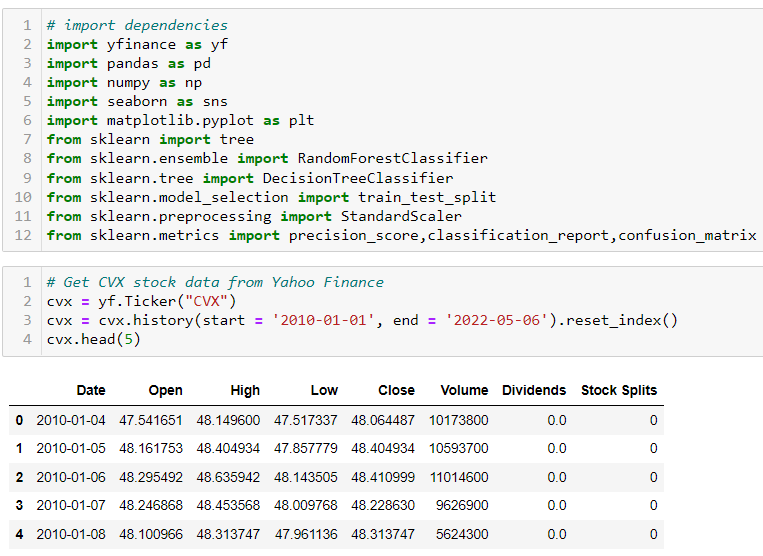 1 # import dependencies
2 import yfinance as yf
3 import pandas as pd
4 import numpy as np
5 import seaborn as sns
6 import matplotlib.pyplot as plt
7 from sklearn import tree
8 from sklearn.ensemble import RandomForestClassifier
9 from sklearn.tree import DecisionTreeClassifier
10 from sklearn.model_selection import train_test_split
11 from sklearn.preprocessing import StandardScaler
12 from sklearn.metrics import precision_score,classification_report,confusion_matrix
1 # Get CVX stock data from Yahoo Finance
2 cvx = yf.Ticker("CVX")
3 cvx = cvx.history(start = '2010-01-01', end = '2022-05-06').reset_index()
4 cvx.head(5)
Date Open High Low Close Volume Dividends Stock Splits
0 2010-01-04 47.541651 48.149600 47.517337 48.064487 10173800 0.0 0
1 2010-01-05 48.161753 48.404934 47.857779 48.404934 10593700 0.0 0
2 2010-01-06 48.295492 48.635942 48.143505 48.410999 11014600 0.0 0
3 2010-01-07 48.246868 48.453568 48.009768 48.228630 9626900 0.0 0
4 2010-01-08 48.100966 48.313747 47.961136 48.313747 5624300 0.0 0